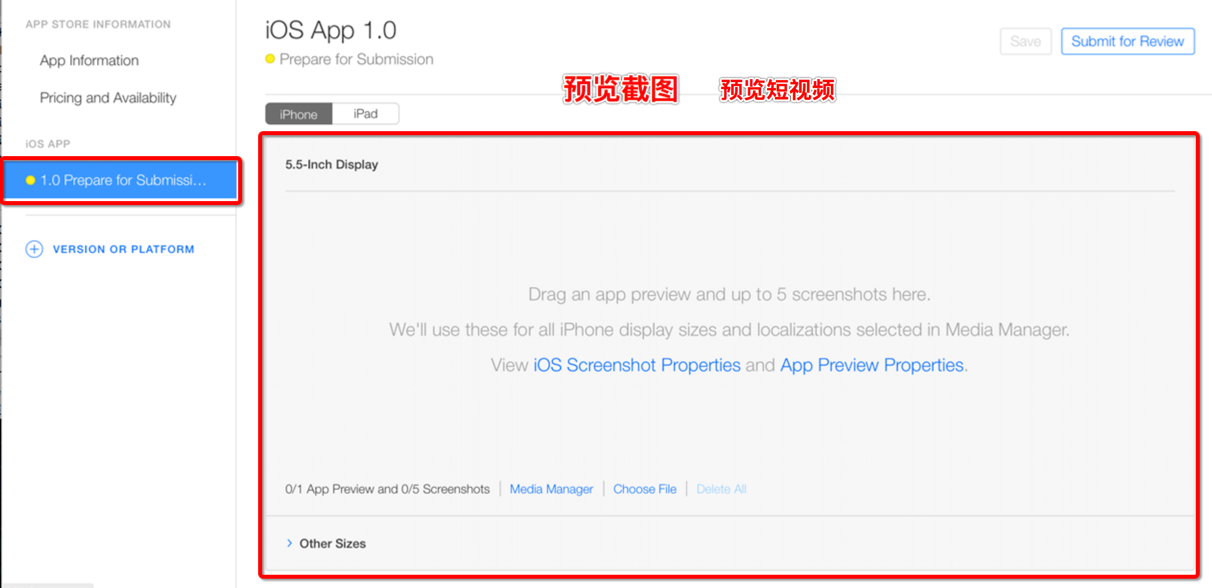 APP STORE INFORMATION
App Information
Pricing and Availability
iOS APP
1.0 Prepare for Submissi...
VERSION OR PLATFORM
iOS App 1.0
Prepare for Submission
Save
Submit for Review
预览截图
预览短视频
iPhone
iPad
5.5-Inch Display
Drag an app preview and up to 5 screenshots here.
We'll use these for all iPhone display sizes and localizations selected in Media Manager.
View iOS Screenshot Properties and App Preview Properties.
0/1 App Preview and 0/5 Screenshots
Media Manager
Choose File
Delete All
Other Sizes